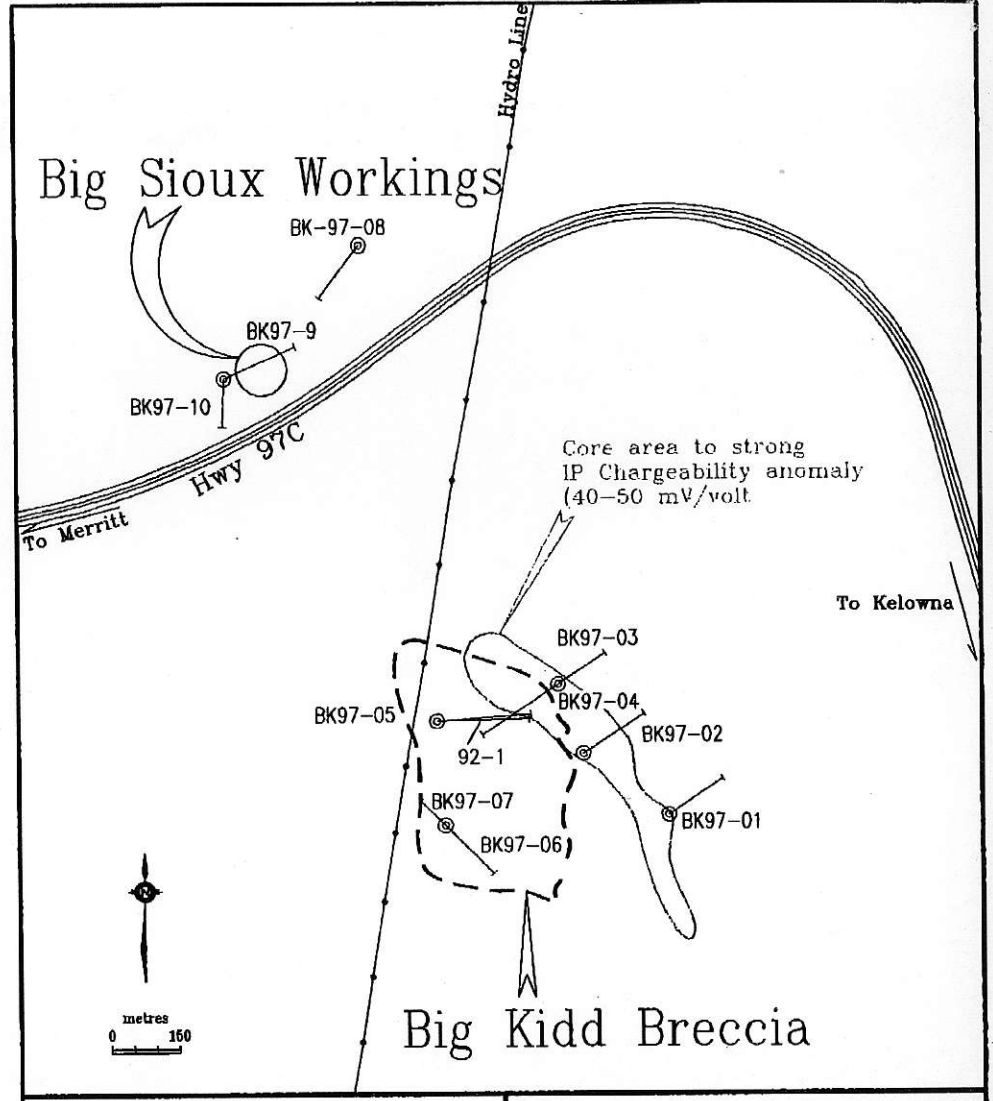 Hydro Line
Big Sioux Workings
BK-97-08
BK97-9
BK97-10
Hwy 97C
To Merritt
Core area to strong
IP Chargeability anomaly
(40-50 mV/volt
To Kelowna
BK97-03
BK97-04
BK97-05
BK97-02
92-1
BK97-07
BK97-01
BK97-06
N
metres
0 150
Big Kidd Breccia